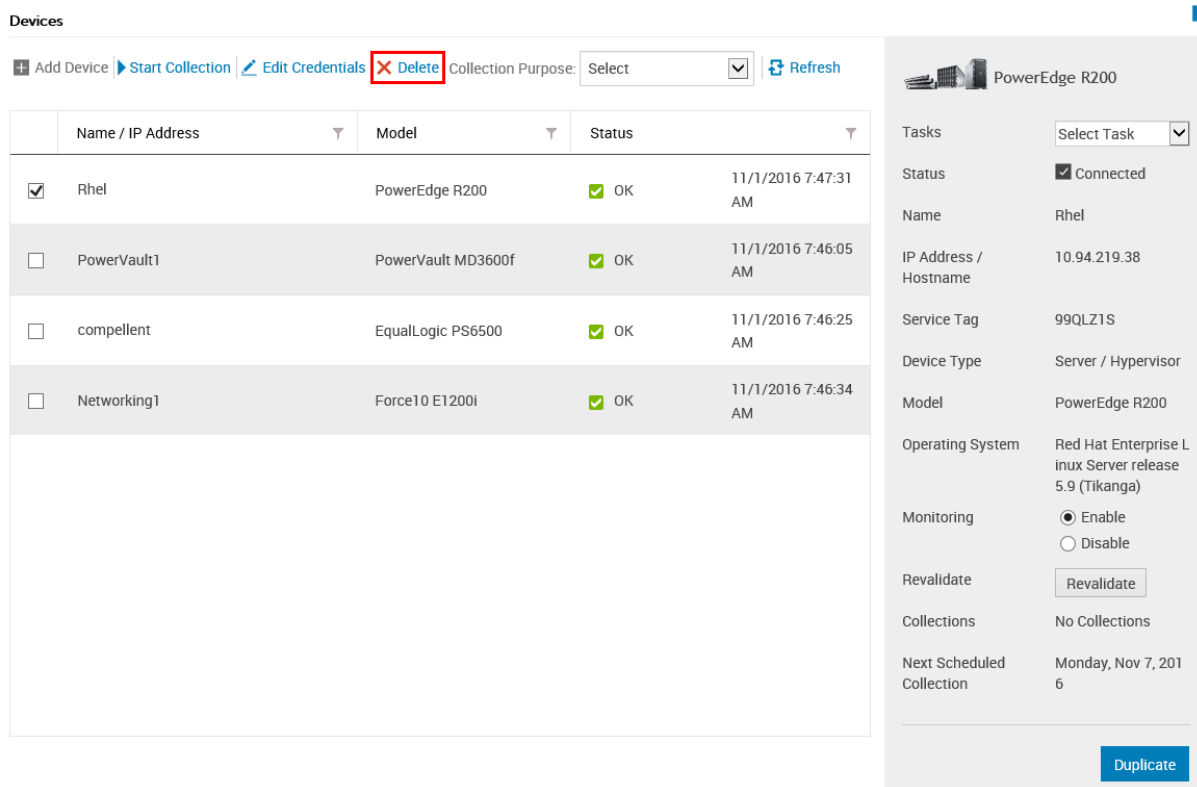 Devices
Add Device Start Collection Edit Credentials Delete Collection Purpose: Select Refresh
Name / IP Address Model Status
Rhel PowerEdge R200 OK 11/1/2016 7:47:31
AM
PowerVault1 PowerVault MD3600f OK 11/1/2016 7:46:05
AM
compellent EqualLogic PS6500 OK 11/1/2016 7:46:25
AM
Networking1 Force10 E1200i OK 11/1/2016 7:46:34
AM
PowerEdge R200
Tasks Select Task
Status Connected
Name Rhel
IP Address / 10.94.219.38
Hostname
Service Tag 99QLZ1S
Device Type Server / Hypervisor
Model PowerEdge R200
Operating System Red Hat Enterprise L
inux Server release
5.9 (Tikanga)
Monitoring Enable
Disable
Revalidate Revalidate
Collections No Collections
Next Scheduled Monday, Nov 7, 201
Collection 6
Duplicate